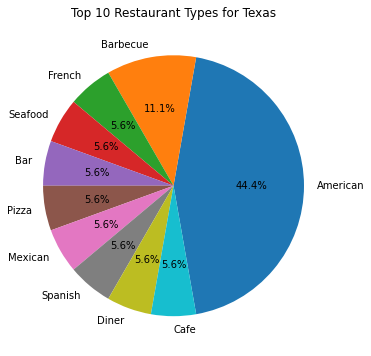 Top 10 Restaurant Types for Texas
Barbecue
French
Seafood
Bar
Pizza
Mexican
Spanish
Diner
Cafe
American
11.1%
5.6%
5.6%
5.6%
5.6%
5.6%
5.6%
5.6%
5.6%
44.4%